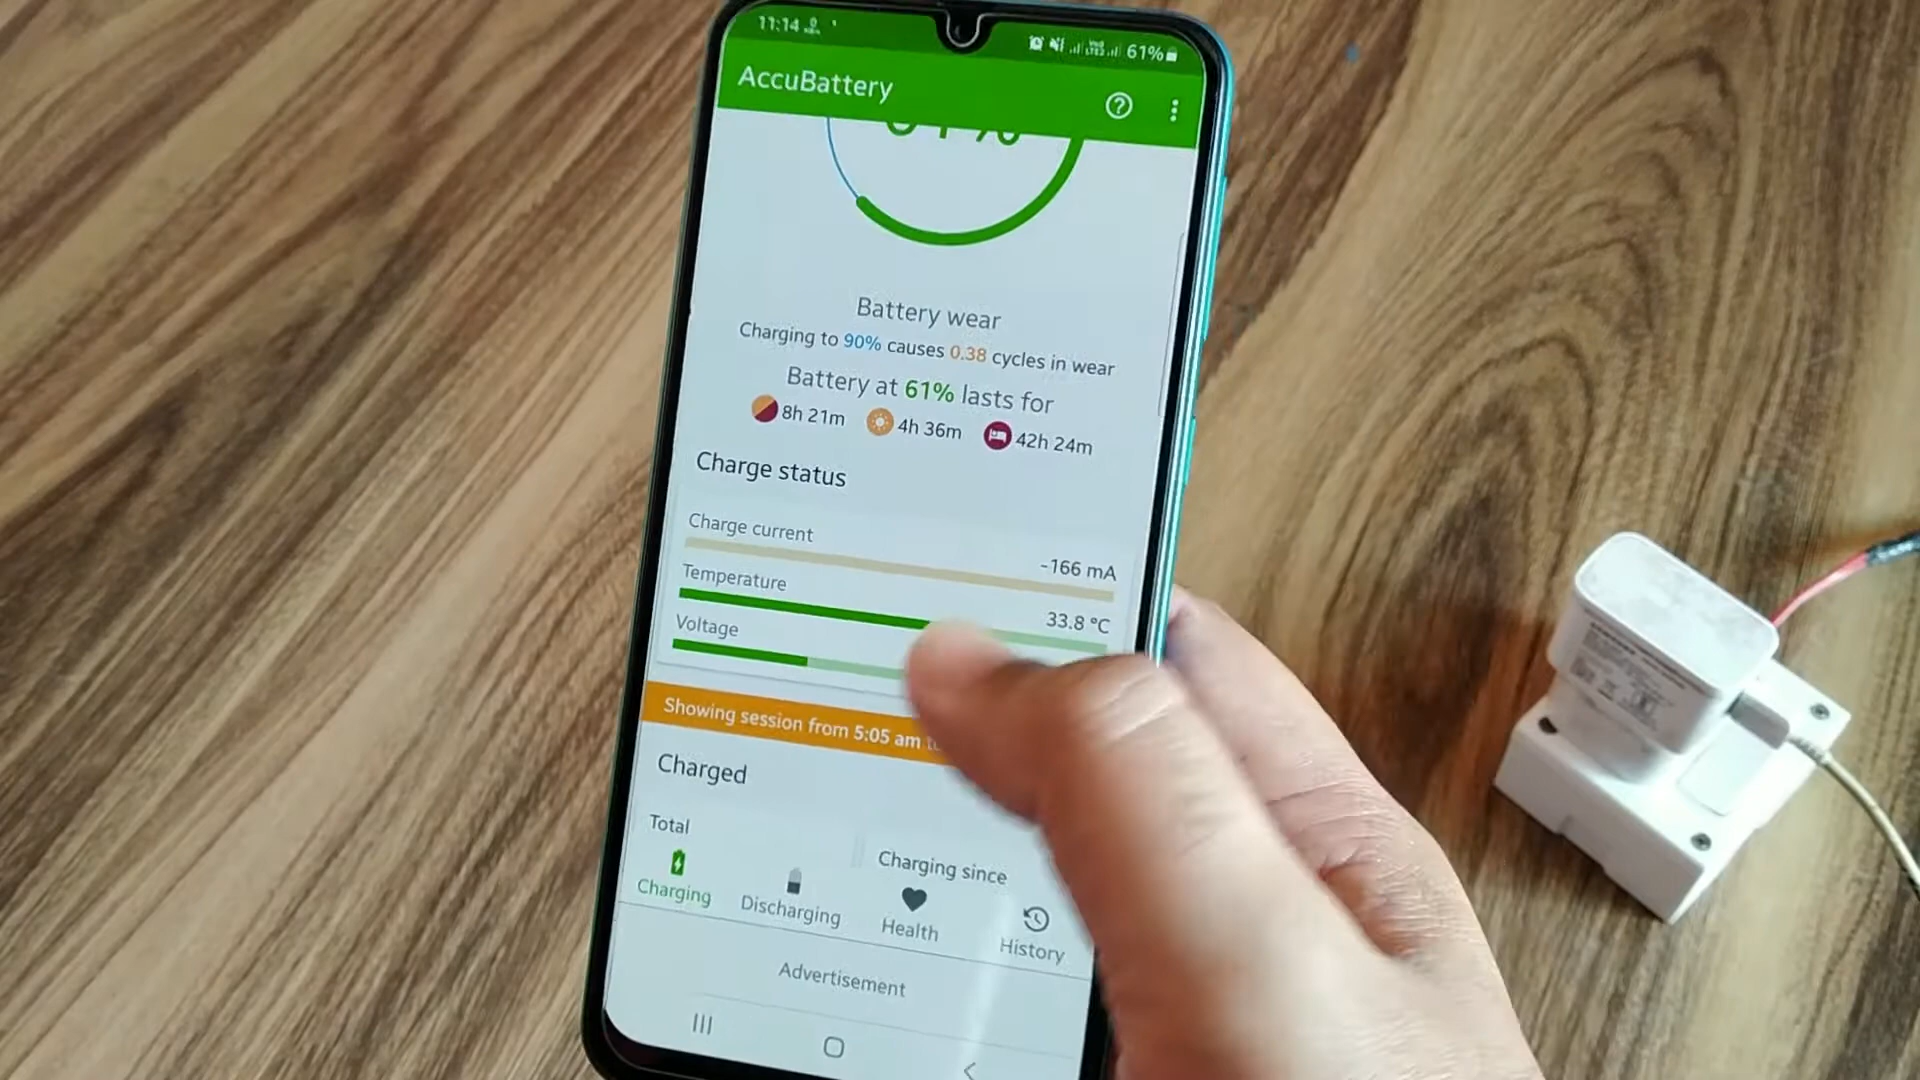 11:14
61%
AccuBattery
Battery wear
Charging to 90% causes 0.38 cycles in wear
Battery at 61% lasts for
8h 21m 4h 36m 42h 24m
Charge status
Charge current
-166 mA
Temperature
33.8 °C
Voltage
Showing session from 5:05 am
Charged
Total
Charging since
Charging Discharging Health History
Advertisement